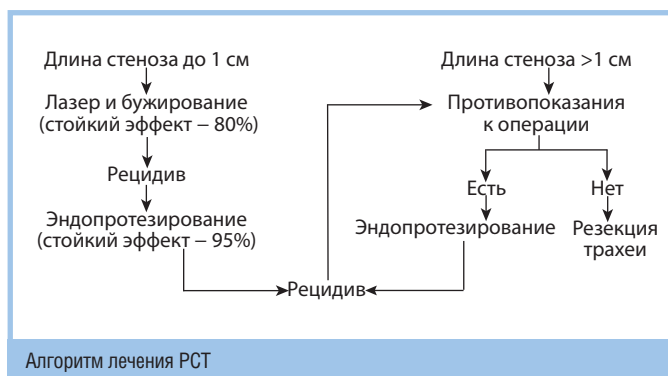 Длина стеноза до 1 см
Лазер и бужирование
(стойкий эффект – 80%)
Рецидив
Эндопротезирование
(стойкий эффект – 95%)
Длина стеноза >1 см
Противопоказания
к операции
Есть
Нет
Эндопротезирование
Резекция
трахеи
Рецидив
Алгоритм лечения РСТ